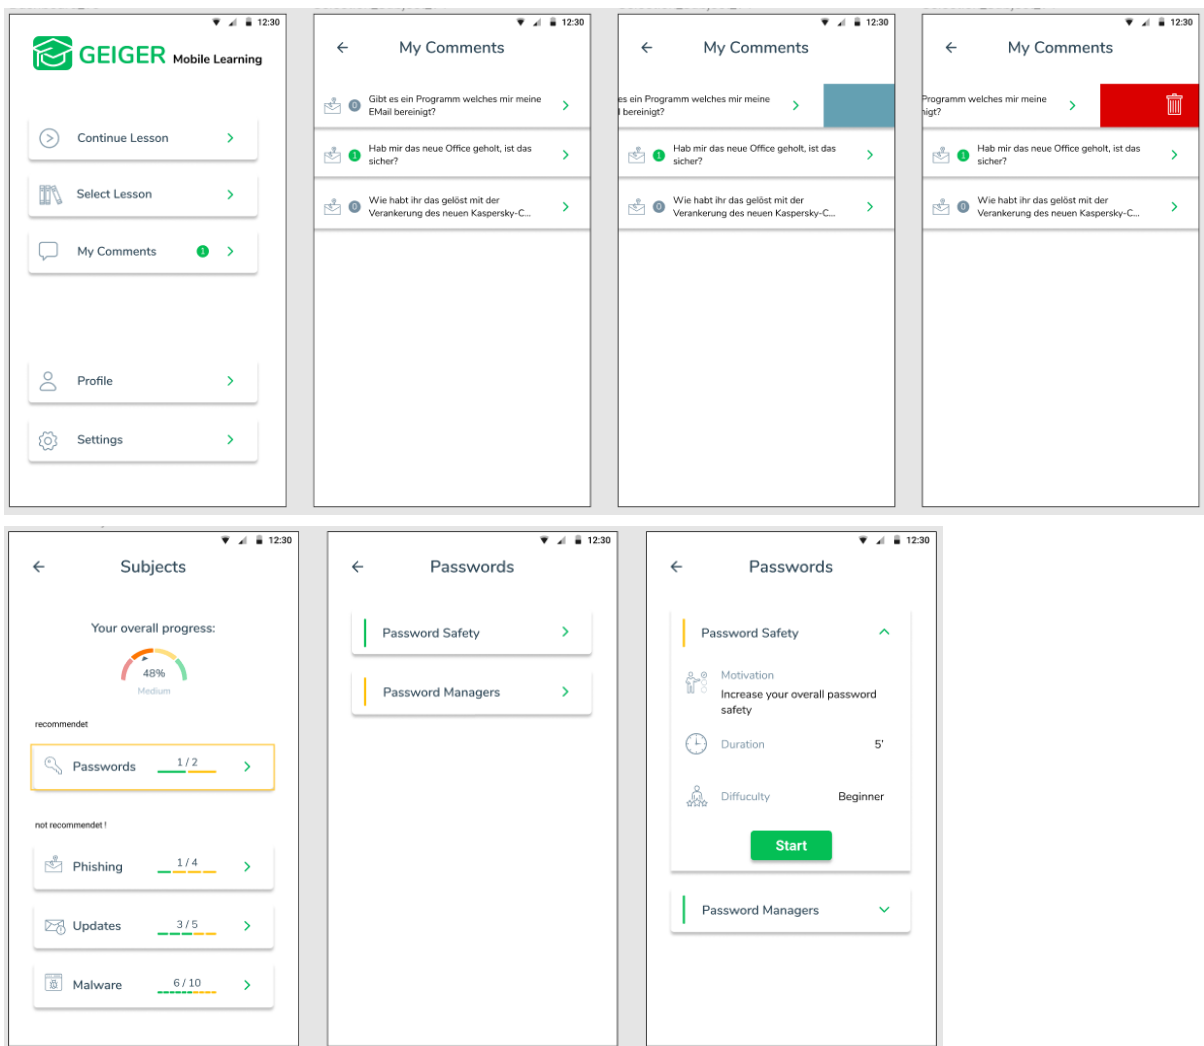 12:30
GEIGER Mobile Learning
Continue Lesson
Select Lesson
My Comments 1
Profile
Settings
12:30
My Comments
0 Gibt es ein Programm welches mir meine
EMail bereinigt?
1 Hab mir das neue Office geholt, ist das
sicher?
0 Wie habt ihr das gelöst mit der
Verankerung des neuen Kaspersky-C...
12:30
My Comments
es ein Programm welches mir meine
l bereinigt?
1 Hab mir das neue Office geholt, ist das
sicher?
0 Wie habt ihr das gelöst mit der
Verankerung des neuen Kaspersky-C...
12:30
My Comments
Programm welches mir meine
nigt?
1 Hab mir das neue Office geholt, ist das
sicher?
0 Wie habt ihr das gelöst mit der
Verankerung des neuen Kaspersky-C...
12:30
Subjects
Your overall progress:
48%
Medium
recommendet
Passwords 1 / 2
not recommendet !
Phishing 1 / 4
Updates 3 / 5
Malware 6 / 10
12:30
Passwords
Password Safety
Password Managers
12:30
Passwords
Password Safety
Motivation
Increase your overall password
safety
Duration 5'
Diffuculty Beginner
Start
Password Managers